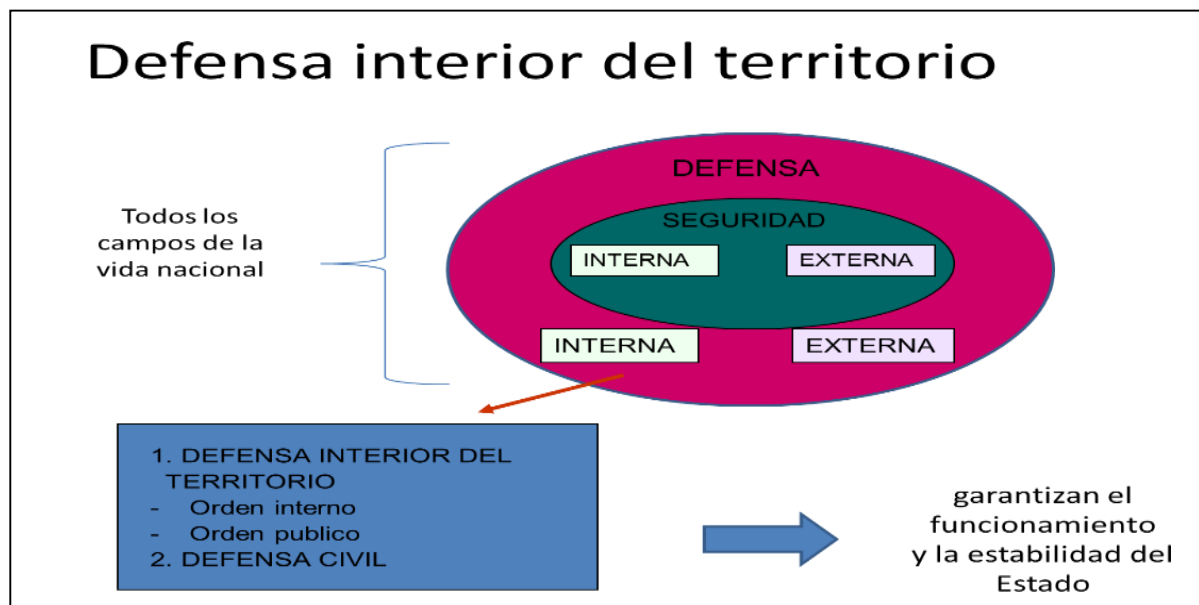 Defensa interior del territorio
Todos los
campos de la
vida nacional
DEFENSA
SEGURIDAD
INTERNA
EXTERNA
INTERNA
EXTERNA
1. DEFENSA INTERIOR DEL
TERRITORIO
- Orden interno
- Orden publico
2. DEFENSA CIVIL
garantizan el
funcionamiento
y la estabilidad del
Estado